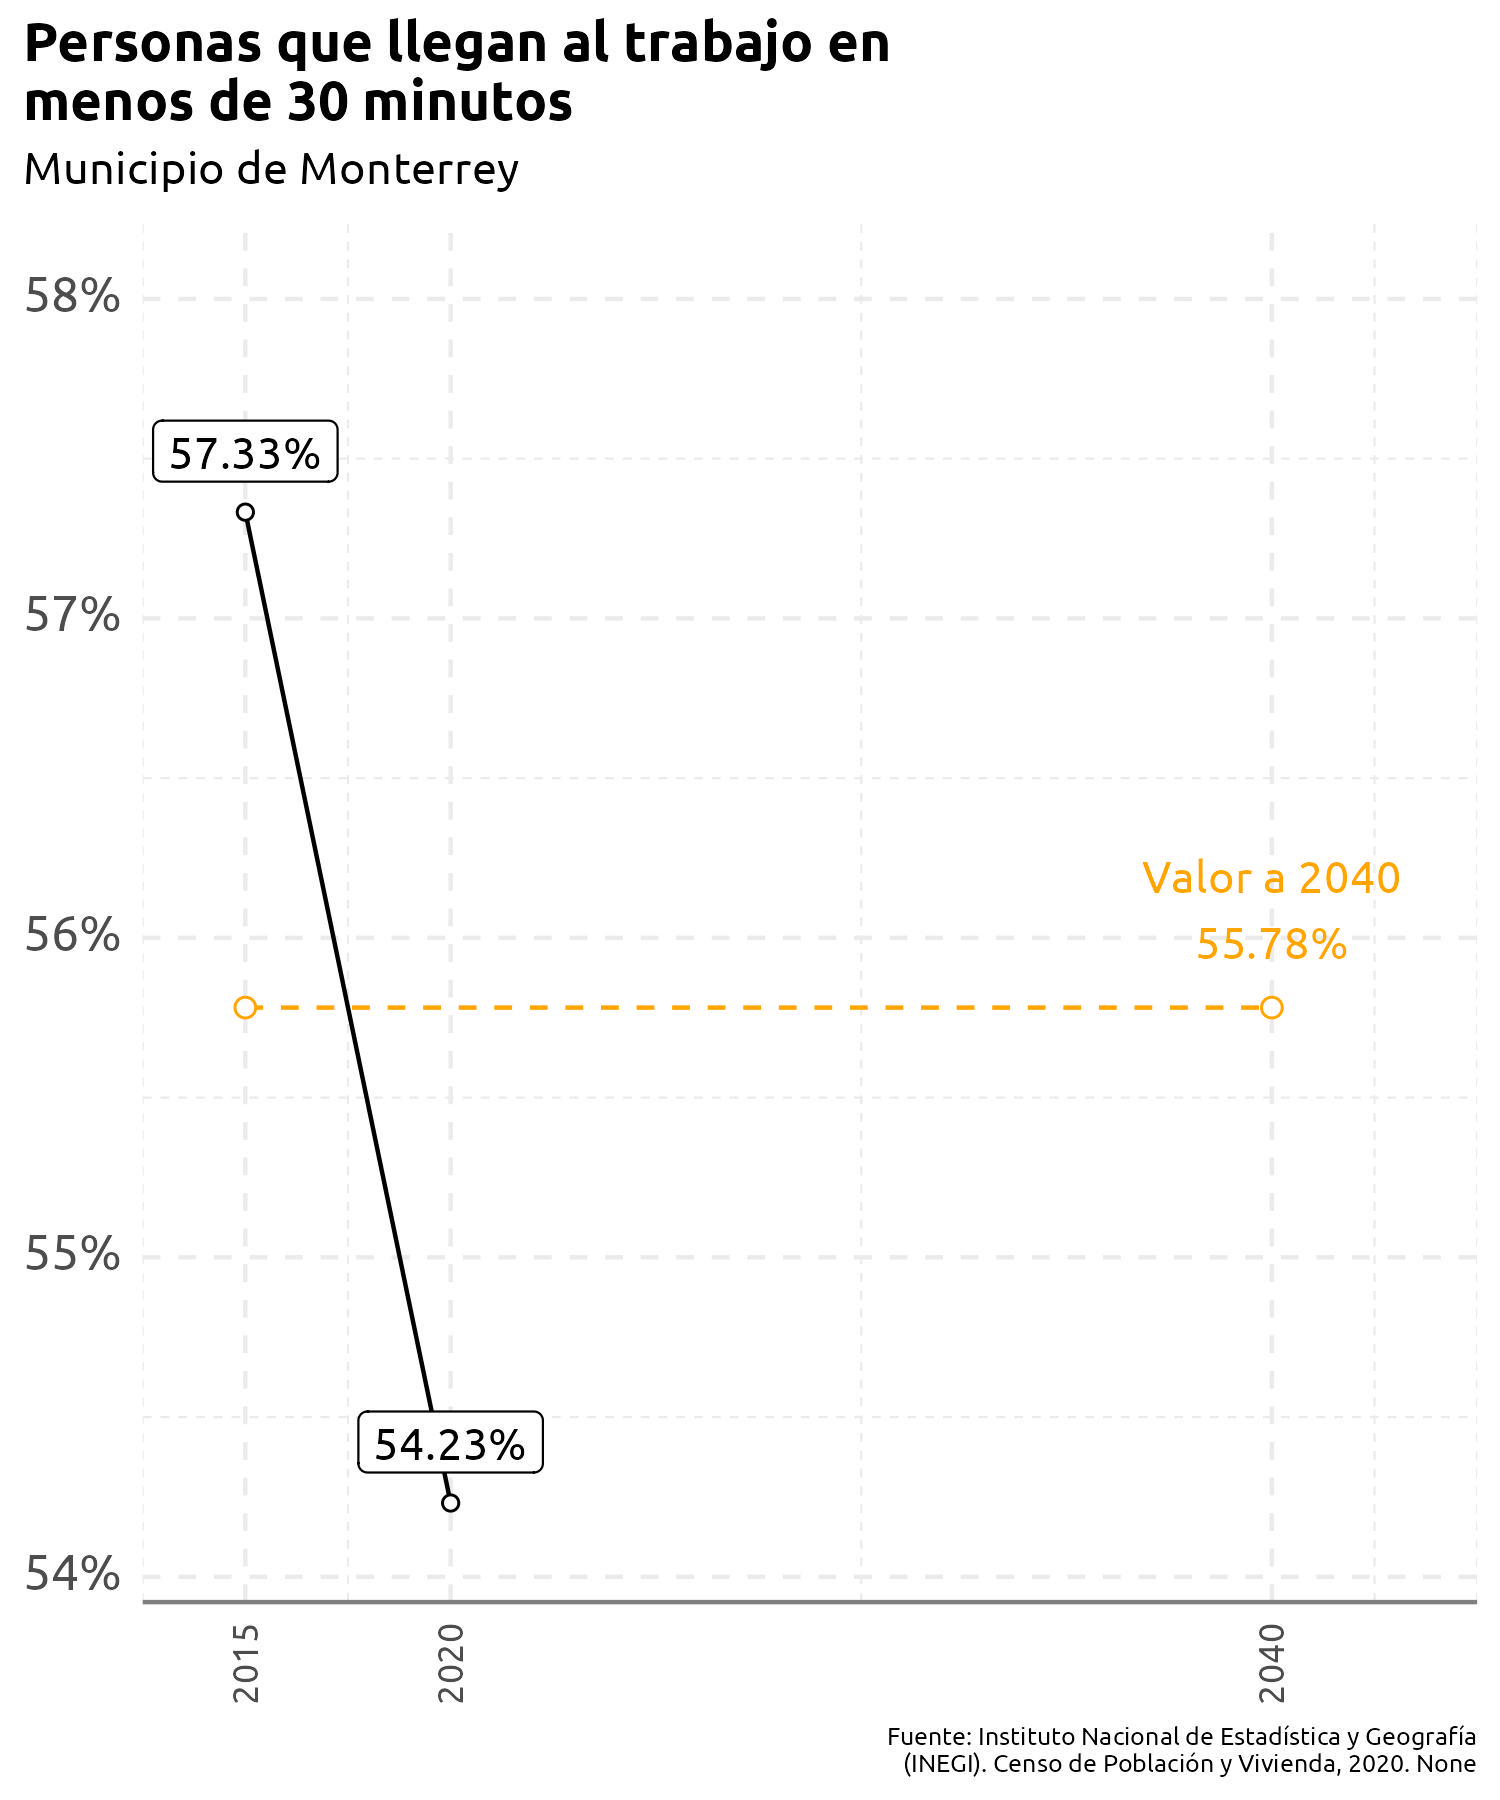 Personas que llegan al trabajo en
menos de 30 minutos
Municipio de Monterrey
58%
57.33%
57%
Valor a 2040
56%
55.78%
55%
54.23%
54%
2015
2020
2040
Fuente: Instituto Nacional de Estadística y Geografía
(INEGI). Censo de Población y Vivienda, 2020. None